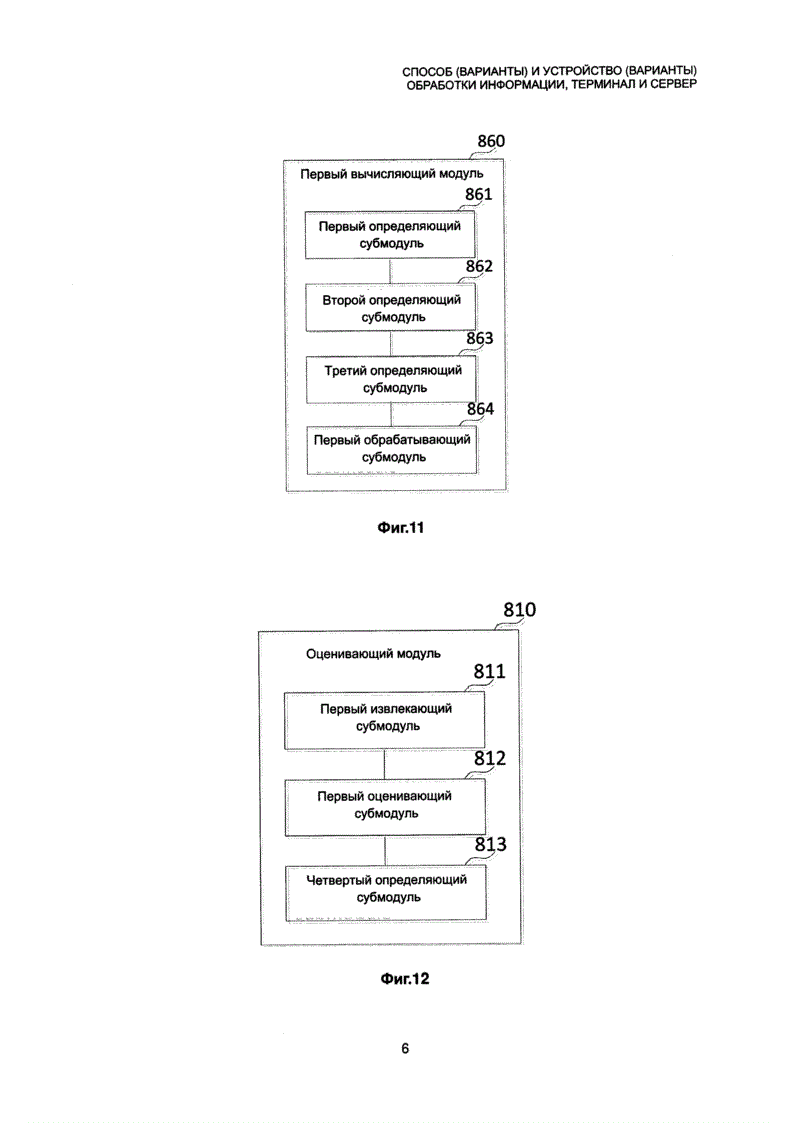 СПОСОБ (ВАРИАНТЫ) И УСТРОЙСТВО (ВАРИАНТЫ)
ОБРАБОТКИ ИНФОРМАЦИИ, ТЕРМИНАЛ И СЕРВЕР
860
Первый вычисляющий модуль
861
Первый определяющий
субмодуль
862
Второй определяющий
субмодуль
863
Третий определяющий
субмодуль
864
Первый обрабатывающий
субмодуль
Фиг.11
810
Оценивающий модуль
811
Первый извлекающий
субмодуль
812
Первый оценивающий
субмодуль
813
Четвертый определяющий
субмодуль
Фиг.12
6